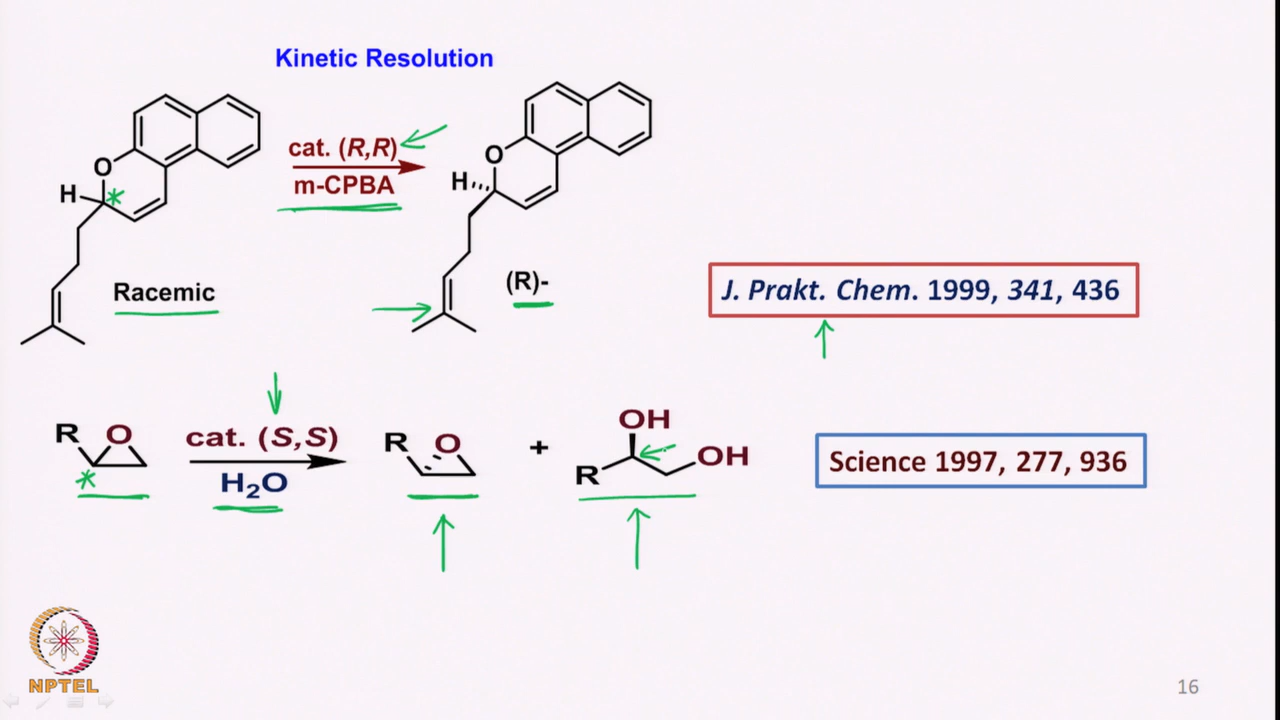 Kinetic Resolution
O
H
*
cat. (R,R)
m-CPBA
O
H
Racemic
(R)-
J. Prakt. Chem. 1999, 341, 436
R O
*
cat. (S,S)
H₂O
R O
+
OH
R OH
Science 1997, 277, 936
NPTEL
16